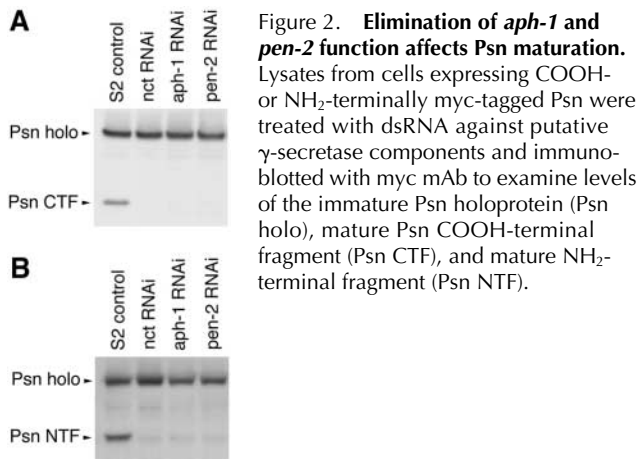 A
S2 control
nct RNAi
aph-1 RNAi
pen-2 RNAi
Psn holo
Psn CTF
B
S2 control
nct RNAi
aph-1 RNAi
pen-2 RNAi
Psn holo
Psn NTF
Figure 2. Elimination of aph-1 and
pen-2 function affects Psn maturation.
Lysates from cells expressing COOH-
or NH₂-terminally myc-tagged Psn were
treated with dsRNA against putative
γ-secretase components and immuno-
blotted with myc mAb to examine levels
of the immature Psn holoprotein (Psn
holo), mature Psn COOH-terminal
fragment (Psn CTF), and mature NH₂-
terminal fragment (Psn NTF).